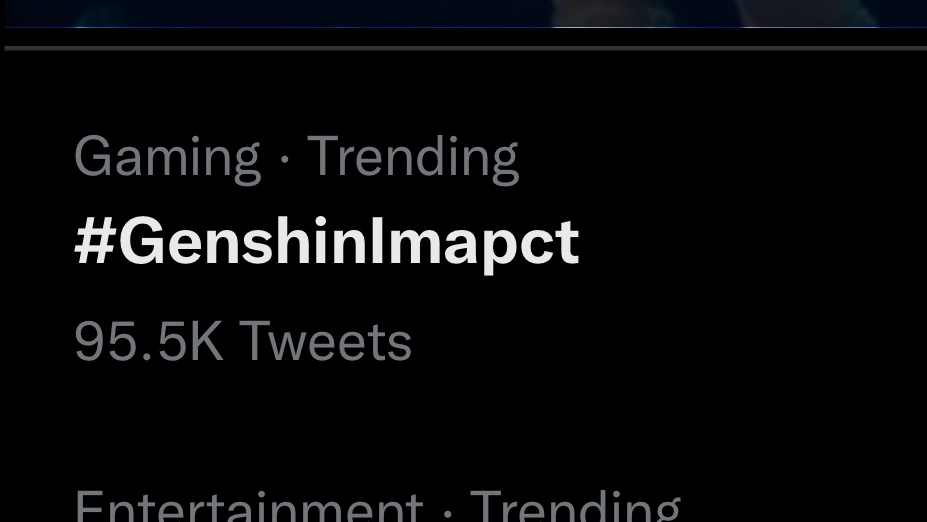 Gaming · Trending
#GenshinImapct
95.5K Tweets
Entertainment · Trending